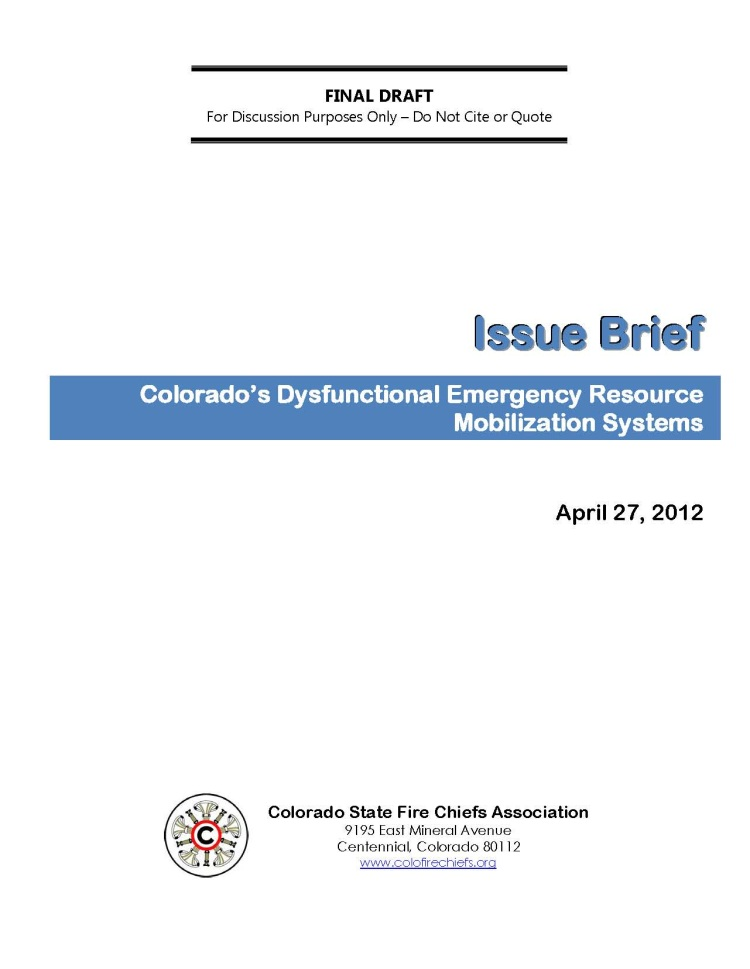 FINAL DRAFT
For Discussion Purposes Only – Do Not Cite or Quote
Issue Brief
Colorado’s Dysfunctional Emergency Resource
Mobilization Systems
April 27, 2012
C
Colorado State Fire Chiefs Association
9195 East Mineral Avenue
Centennial, Colorado 80112
www.colofirechiefs.org